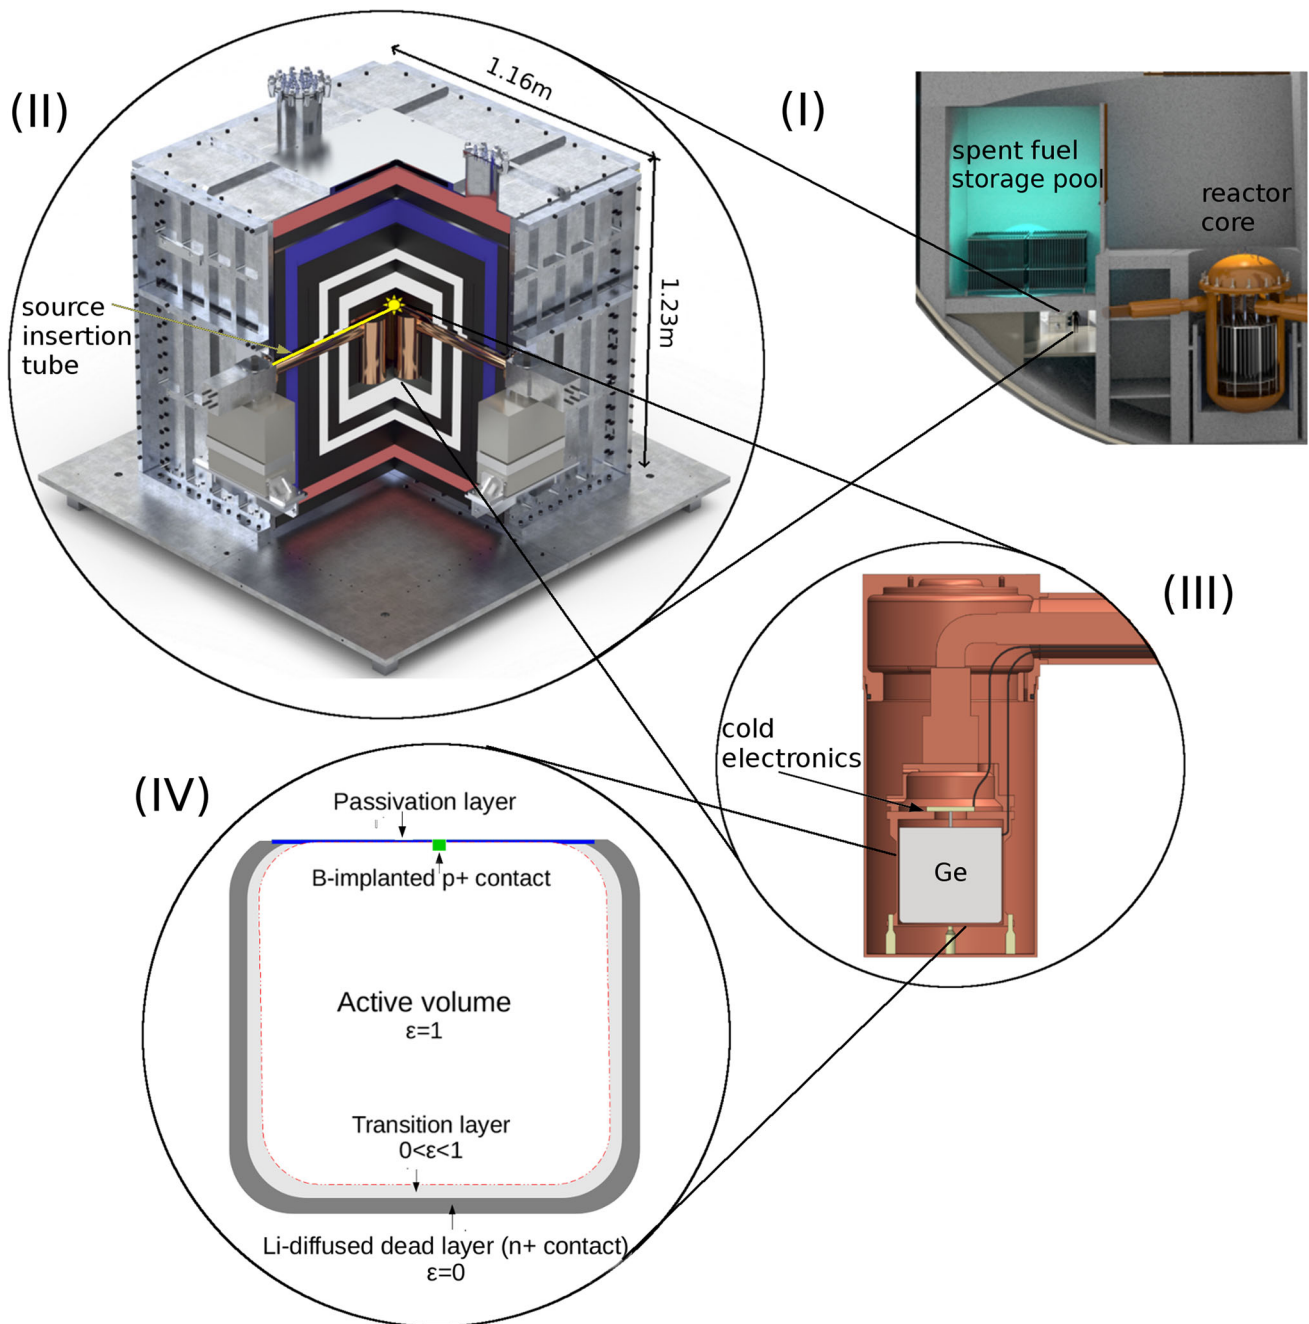 (II)
1.16m
(I)
spent fuel
storage pool
reactor
core
source
insertion
tube
1.23m
(III)
cold
electronics
Ge
(IV)
Passivation layer
B-implanted p+ contact
Active volume
ε=1
Transition layer
0<ε<1
Li-diffused dead layer (n+ contact)
ε=0